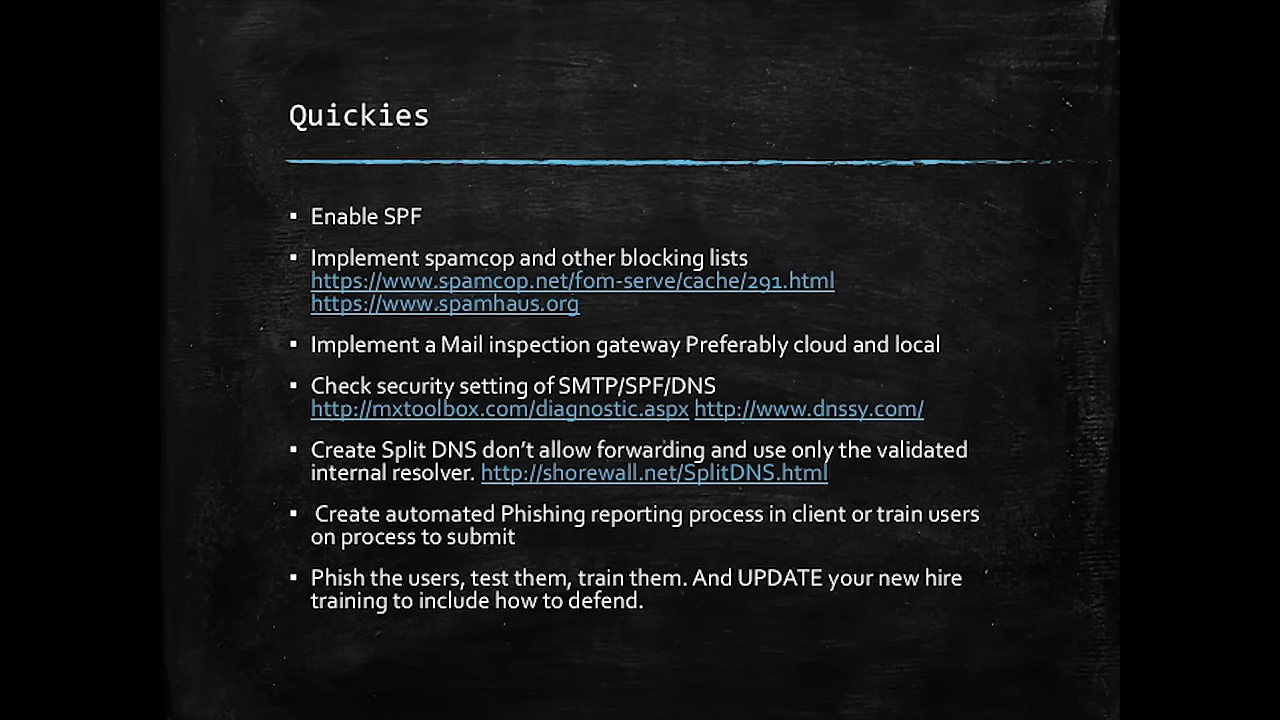 Quickies
▪ Enable SPF
▪ Implement spamcop and other blocking lists
https://www.spamcop.net/fom-serve/cache/291.html
https://www.spamhaus.org
▪ Implement a Mail inspection gateway Preferably cloud and local
▪ Check security setting of SMTP/SPF/DNS
http://mxtoolbox.com/diagnostic.aspx http://www.dnssy.com/
▪ Create Split DNS don’t allow forwarding and use only the validated
internal resolver. http://shorewall.net/SplitDNS.html
▪ Create automated Phishing reporting process in client or train users
on process to submit
▪ Phish the users, test them, train them. And UPDATE your new hire
training to include how to defend.